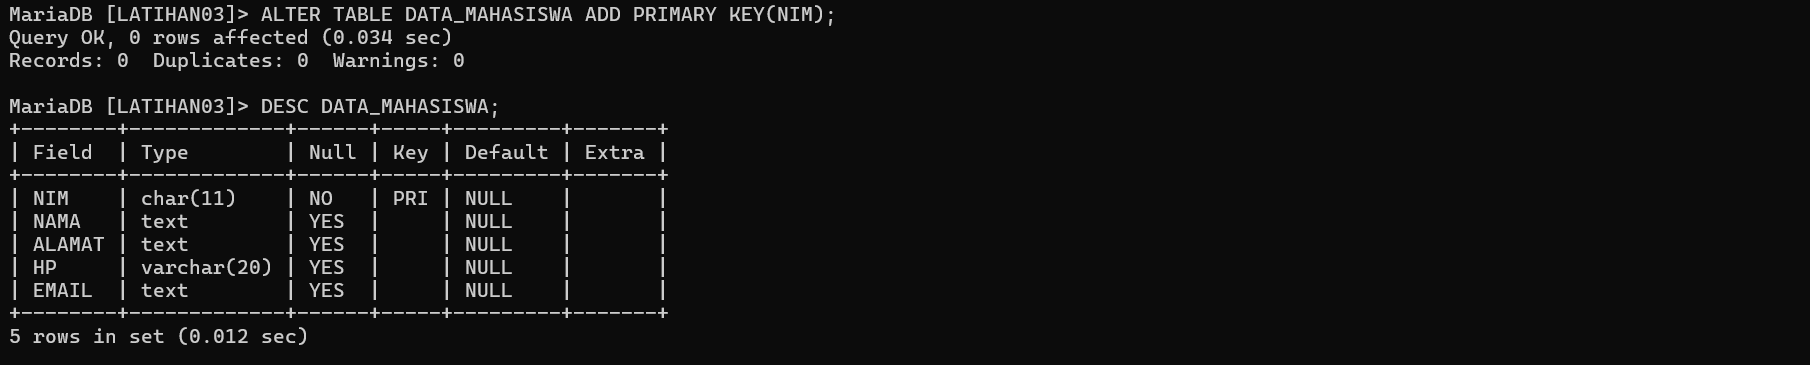 MariaDB [LATIHAN03]> ALTER TABLE DATA_MAHASISWA ADD PRIMARY KEY(NIM);
Query OK, 0 rows affected (0.034 sec)
Records: 0  Duplicates: 0  Warnings: 0

MariaDB [LATIHAN03]> DESC DATA_MAHASISWA;
+--------+-------------+------+-----+---------+-------+
| Field  | Type        | Null | Key | Default | Extra |
+--------+-------------+------+-----+---------+-------+
| NIM    | char(11)    | NO   | PRI | NULL    |       |
| NAMA   | text        | YES  |     | NULL    |       |
| ALAMAT | text        | YES  |     | NULL    |       |
| HP     | varchar(20) | YES  |     | NULL    |       |
| EMAIL  | text        | YES  |     | NULL    |       |
+--------+-------------+------+-----+---------+-------+
5 rows in set (0.012 sec)